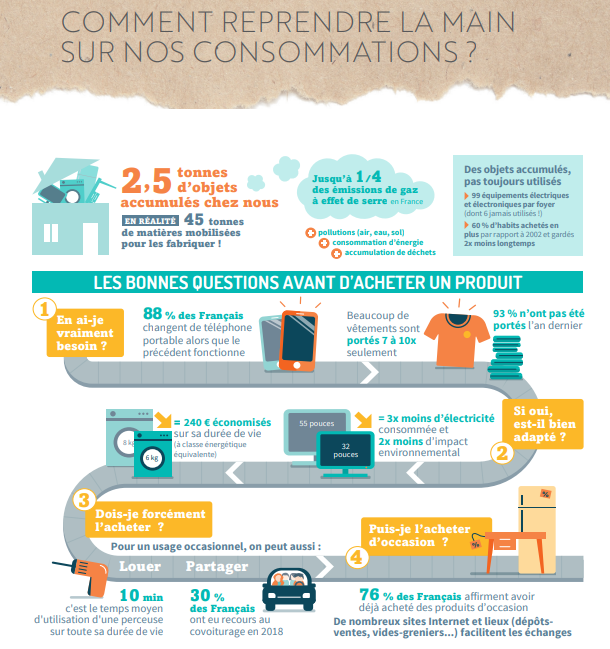 COMMENT REPRENDRE LA MAIN
SUR NOS CONSOMMATIONS ?
2,5 tonnes
d'objets
accumulés chez nous
EN RÉALITÉ 45 tonnes
de matières mobilisées
pour les fabriquer !
Jusqu'à 1/4
des émissions de gaz
à effet de serre en France
+ pollutions (air, eau, sol)
+ consommation d'énergie
+ accumulation de déchets
Des objets accumulés,
pas toujours utilisés
99 équipements électriques
et électroniques par foyer
(dont 6 jamais utilisés !)
60 % d'habits achetés en
plus par rapport à 2002 et gardés
2x moins longtemps
LES BONNES QUESTIONS AVANT D'ACHETER UN PRODUIT
1
En ai-je
vraiment
besoin ?
88 % des Français
changent de téléphone
portable alors que le
précédent fonctionne
Beaucoup de
vêtements sont
portés 7 à 10x
seulement
93 % n'ont pas été
portés l'an dernier
Si oui,
est-il bien
adapté ?
2
8 kg
6 kg
= 240 € économisés
sur sa durée de vie
(à classe énergétique
équivalente)
55 pouces
32
pouces
= 3x moins d'électricité
consommée et
2x moins d'impact
environnemental
3
Dois-je forcément
l'acheter ?
Pour un usage occasionnel, on peut aussi :
Louer
Partager
10 min
c'est le temps moyen
d'utilisation d'une perceuse
sur toute sa durée de vie
30 %
des Français
ont eu recours au
covoiturage en 2018
4
Puis-je l'acheter
d'occasion ?
%
76 % des Français affirment avoir
déjà acheté des produits d'occasion
De nombreux sites Internet et lieux (dépôts-
ventes, vides-greniers...) facilitent les échanges